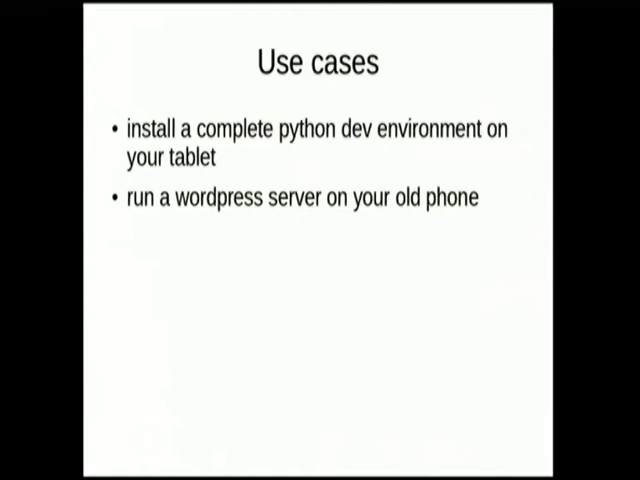 Use cases
• install a complete python dev environment on
your tablet
• run a wordpress server on your old phone